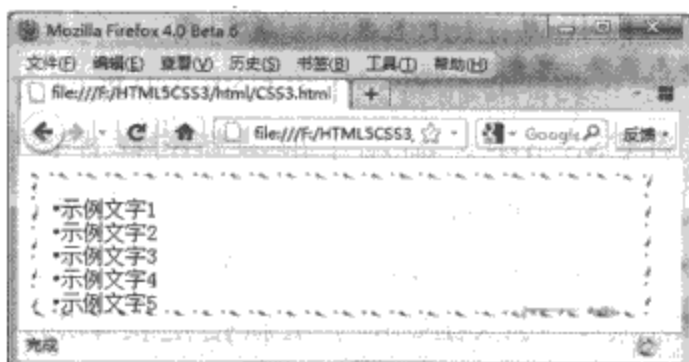 Mozilla Firefox 4.0 Beta 6
文件(F) 编辑(E) 查看(V) 历史(S) 书签(B) 工具(T) 帮助(H)
file:///F:/HTML5CSS3/html/CSS3.html +
file:///F:/HTML5CSS3, Google 反馈
•示例文字1
•示例文字2
•示例文字3
•示例文字4
•示例文字5
完成